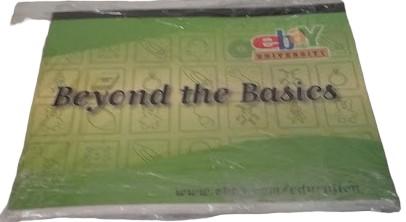 ebaY
UNIVERSITY
Beyond the Basics
www.ebay.com/education